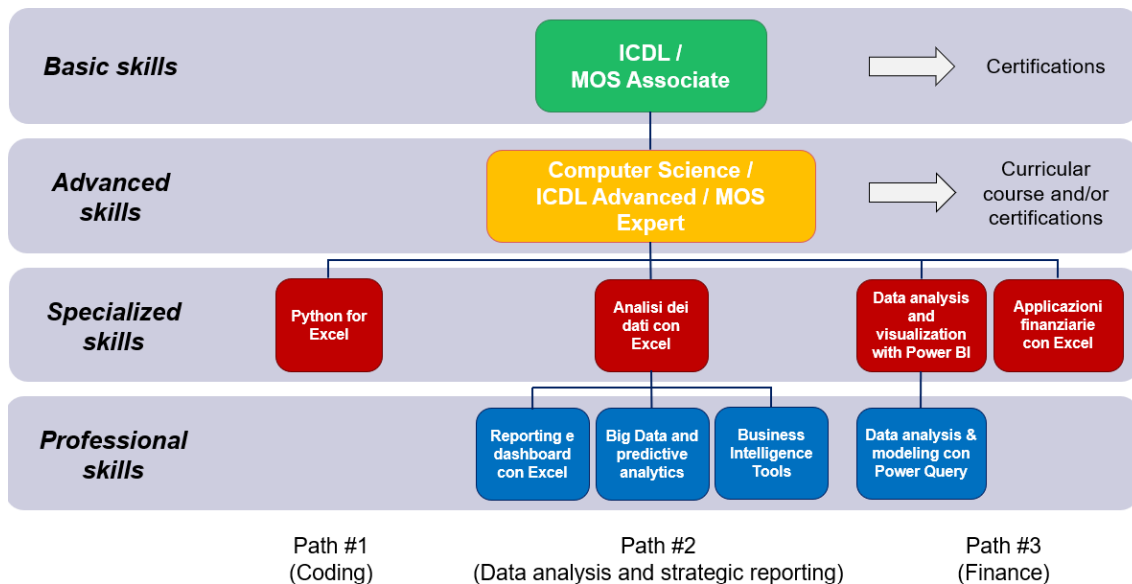 Basic skills
ICDL /
MOS Associate
Certifications
Advanced
skills
Computer Science /
ICDL Advanced / MOS
Expert
Curricular
course and/or
certifications
Specialized
skills
Python for
Excel
Analisi dei
dati con
Excel
Data analysis
and
visualization
with Power BI
Applicazioni
finanziarie
con Excel
Professional
skills
Reporting e
dashboard
con Excel
Big Data and
predictive
analytics
Business
Intelligence
Tools
Data analysis &
modeling con
Power Query
Path #1
(Coding)
Path #2
(Data analysis and strategic reporting)
Path #3
(Finance)